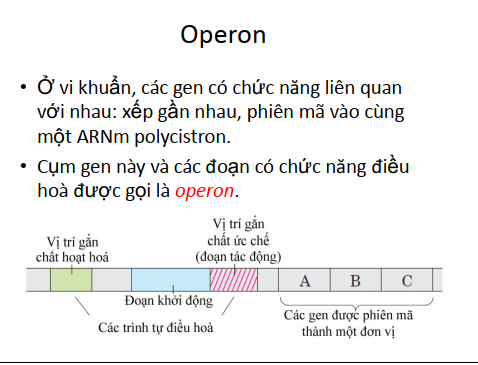 Operon
• Ở vi khuẩn, các gen có chức năng liên quan
với nhau: xếp gần nhau, phiên mã vào cùng
một ARNm polycistron.
• Cụm gen này và các đoạn có chức năng điều
hoà được gọi là operon.
Vị trí gắn
chất hoạt hoá
Vị trí gắn
chất ức chế
(đoạn tác động)
A B C
Đoạn khởi động
Các trình tự điều hoà
Các gen được phiên mã
thành một đơn vị